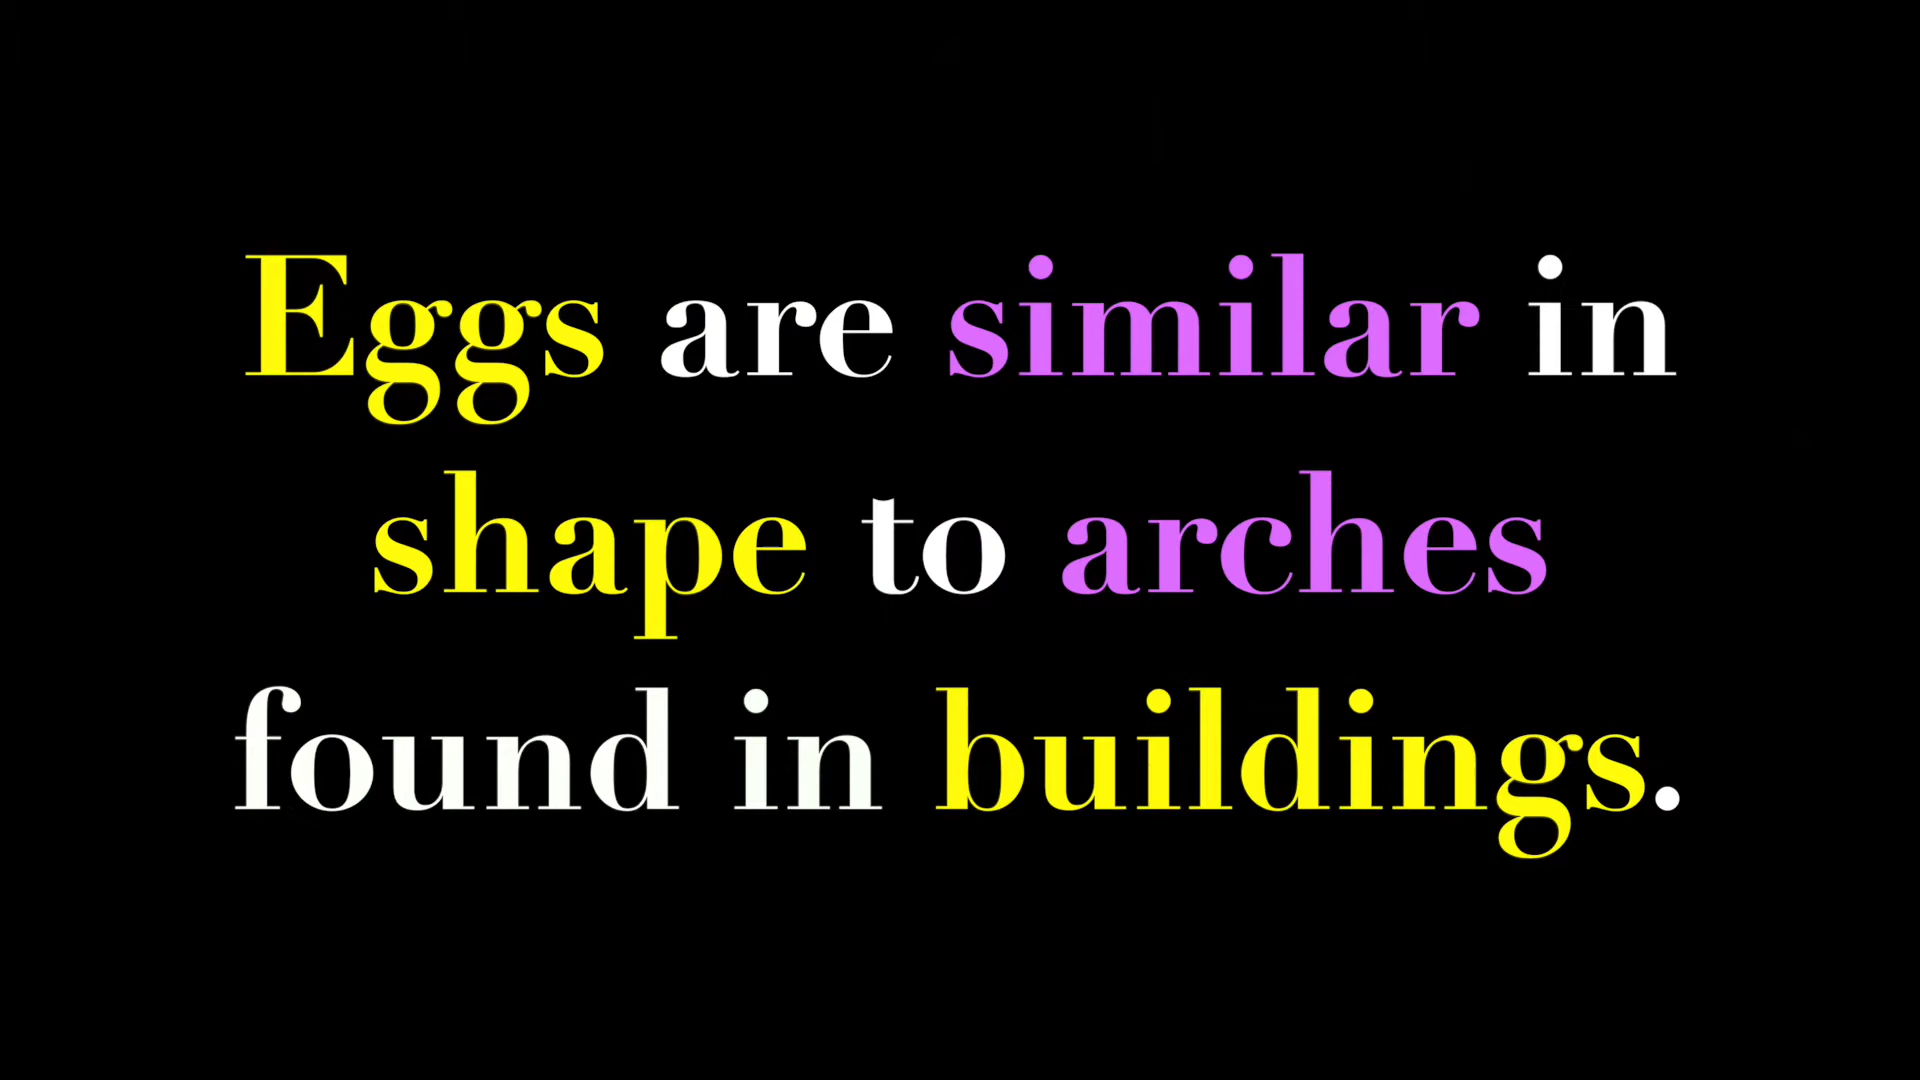 Eggs are similar in
shape to arches
found in buildings.